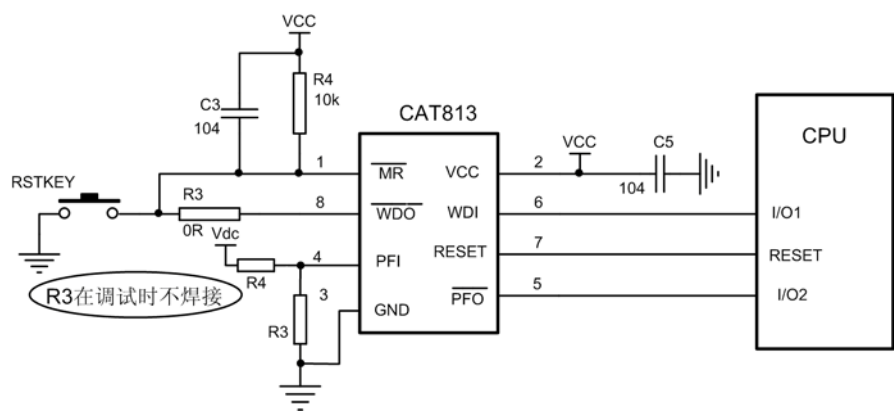 VCC
R4
10k
C3
104
CAT813
CPU
1
MR
VCC
2
VCC
C5
104
RSTKEY
R3
0R
8
WDO
WDI
6
I/O1
Vdc
R4
4
PFI
RESET
7
RESET
R3在调试时不焊接
R3
3
GND
PFO
5
I/O2